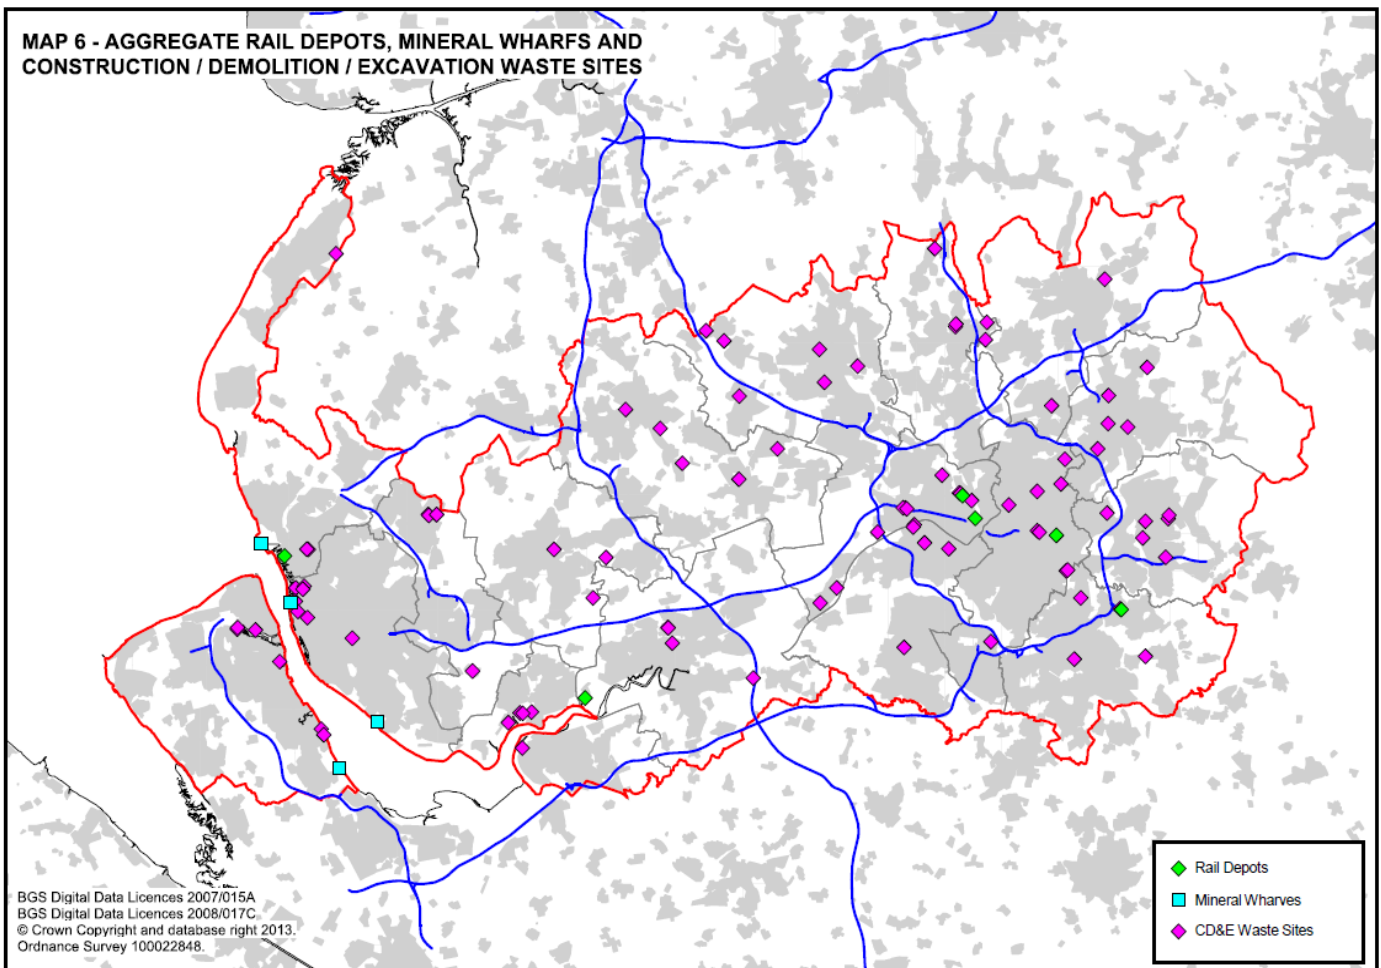 MAP 6 - AGGREGATE RAIL DEPOTS, MINERAL WHARFS AND
CONSTRUCTION / DEMOLITION / EXCAVATION WASTE SITES
BGS Digital Data Licences 2007/015A
BGS Digital Data Licences 2008/017C
© Crown Copyright and database right 2013.
Ordnance Survey 100022848.
Rail Depots
Mineral Wharves
CD&E Waste Sites